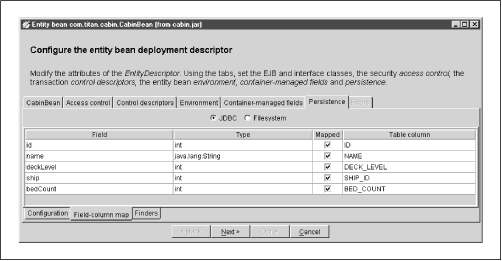 Entity bean com.titan.cabin.CabinBean (from cabin.jar)
Configure the entity bean deployment descriptor
Modify the attributes of the EntityDescriptor. Using the tabs, set the EJB and interface classes, the security access control, the
transaction control descriptors, the entity bean environment, container-managed fields and persistence.
CabinBean Access control Control descriptors Environment Container-managed fields Persistence
JDBC Filesystem
Field Type Mapped Table column
id int ID
name java.lang.String NAME
deckLevel int DECK_LEVEL
ship int SHIP_ID
bedCount int BED_COUNT
Configuration Field-column map Finders
< Back Next > Done Cancel